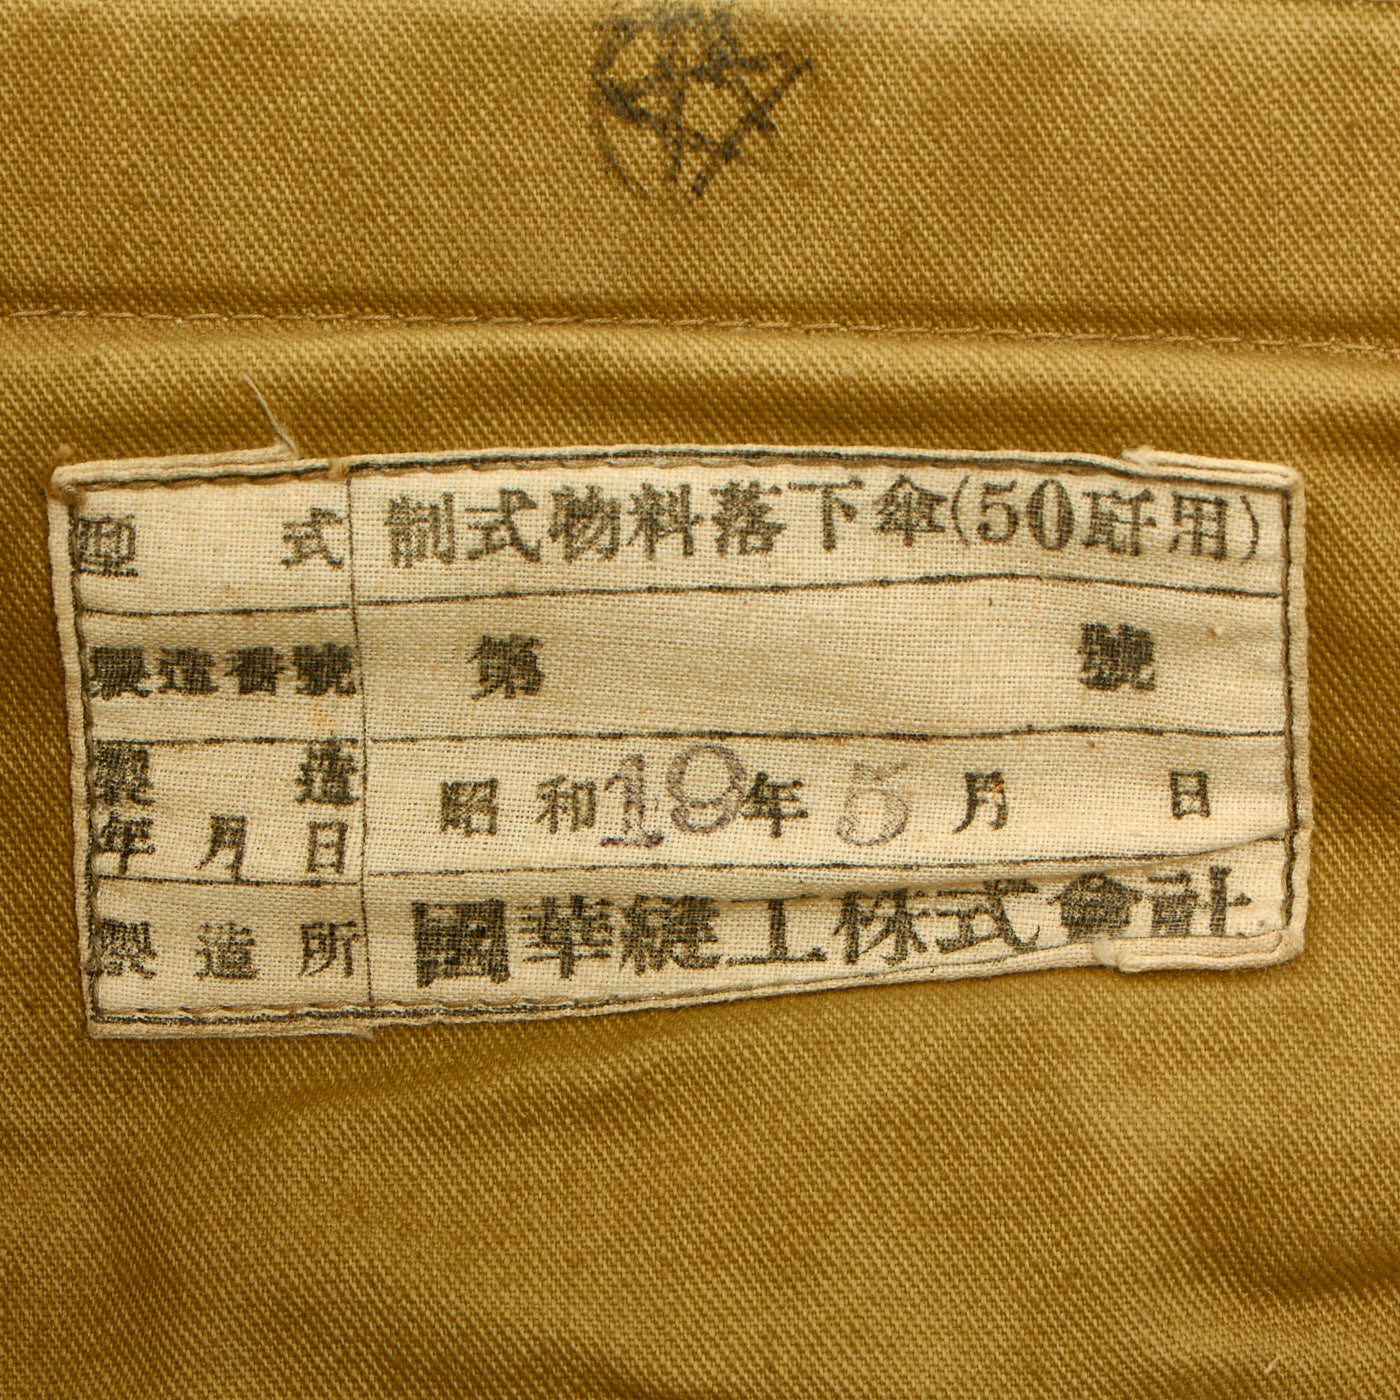 型式 制式物料落下傘(50瓩用)
製造番號 第 號
製造年月日 昭和19年5月 日
製造所 國華縫工株式會社